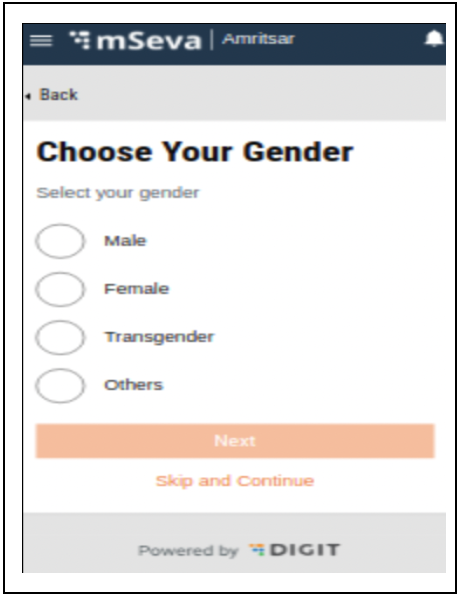 mSeva | Amritsar
Back
Choose Your Gender
Select your gender
Male
Female
Transgender
Others
Next
Skip and Continue
Powered by DIGIT